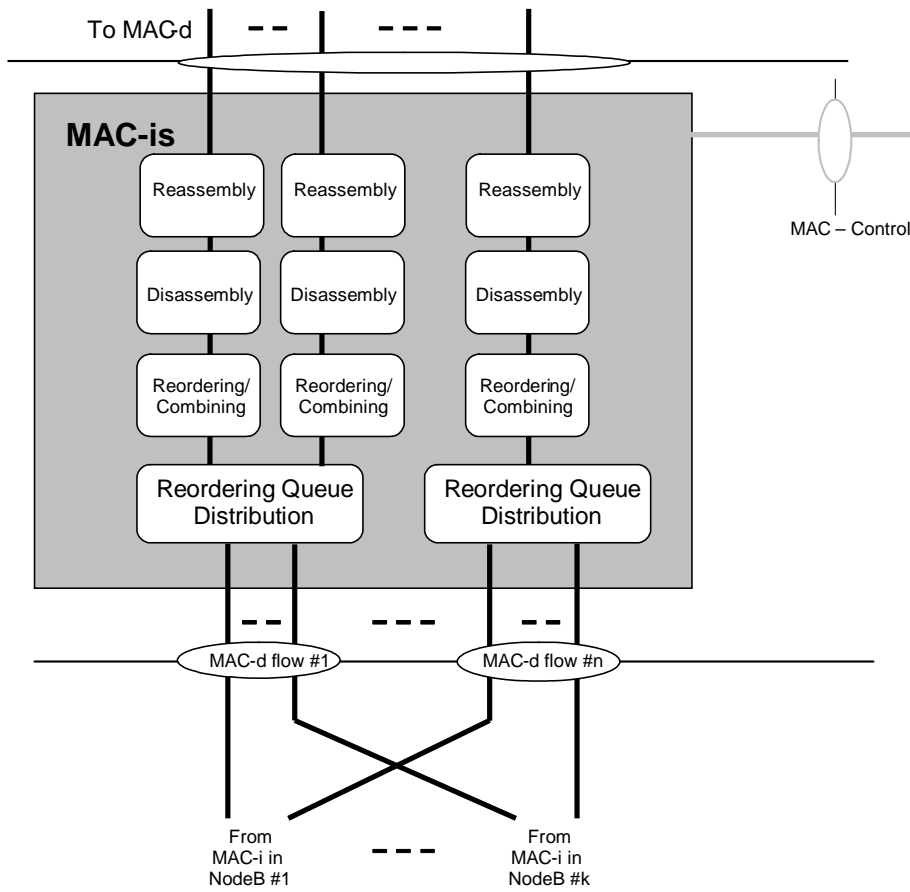 To MAC-d
MAC-is
MAC – Control
Reassembly
Reassembly
Reassembly
Disassembly
Disassembly
Disassembly
Reordering/
Combining
Reordering/
Combining
Reordering/
Combining
Reordering Queue
Distribution
Reordering Queue
Distribution
MAC-d flow #1
MAC-d flow #n
From
MAC-i in
NodeB #1
From
MAC-i in
NodeB #k